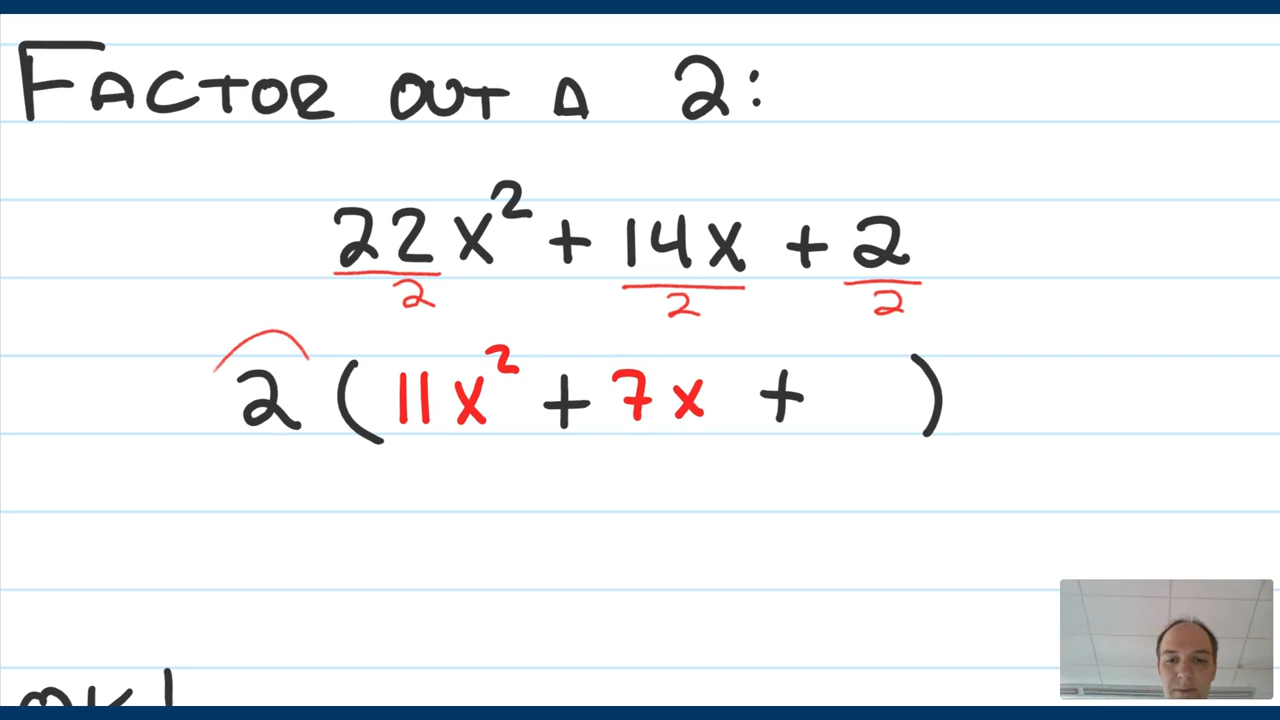 FACTOR OUT A 2:
22x² + 14x + 2
2 2 2
2 ( 11x² + 7x + )